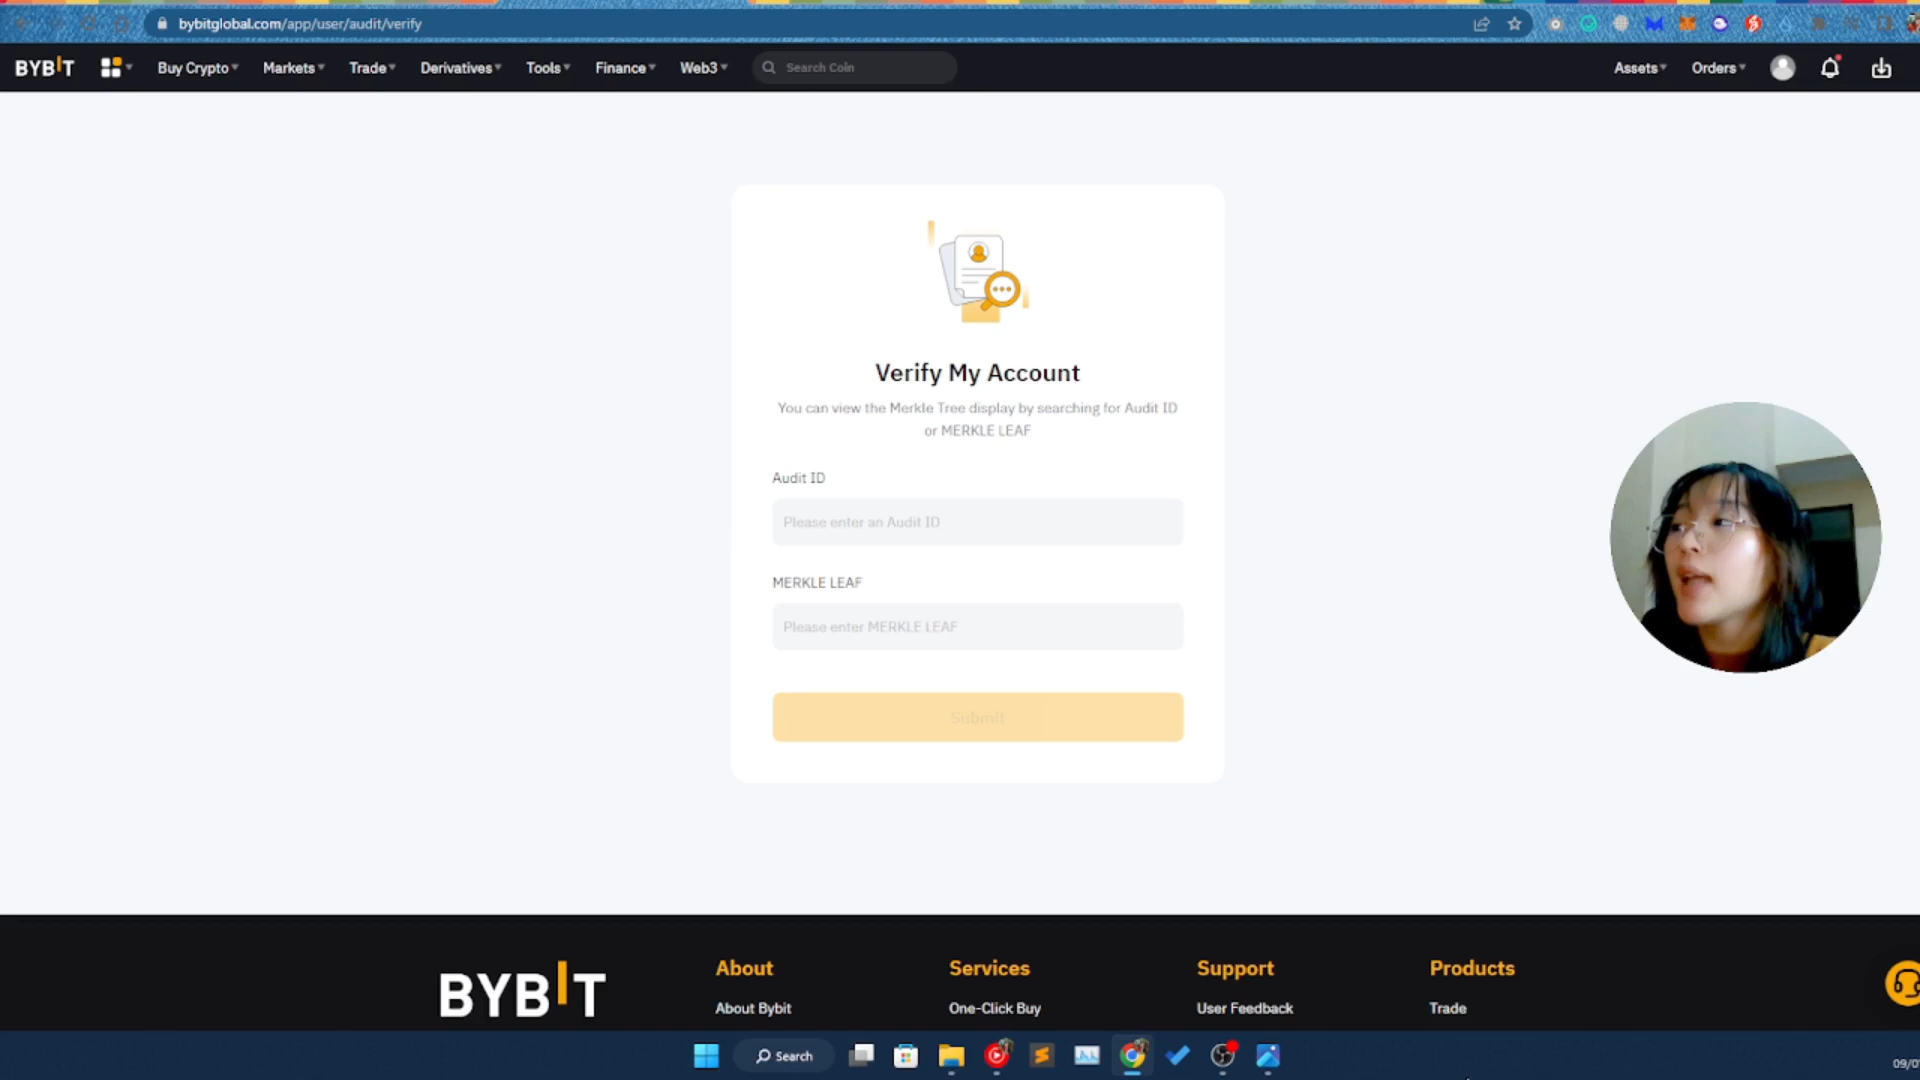 bybitglobal.com/app/user/audit/verify
BYBIT Buy Crypto Markets Trade Derivatives Tools Finance Web3 Search Coin Assets Orders
Verify My Account
You can view the Merkle Tree display by searching for Audit ID
or MERKLE LEAF
Audit ID
Please enter an Audit ID
MERKLE LEAF
Please enter MERKLE LEAF
Submit
BYBIT
About Services Support Products
About Bybit One-Click Buy User Feedback Trade
Search
09/0